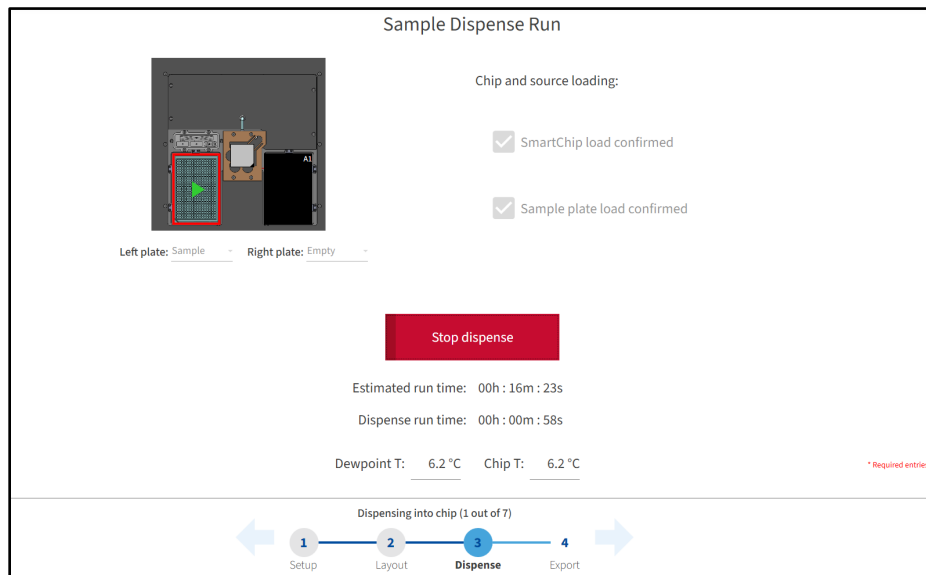 Sample Dispense Run
Chip and source loading:
A1
SmartChip load confirmed
Sample plate load confirmed
Left plate: Sample Right plate: Empty
Stop dispense
Estimated run time: 00h : 16m : 23s
Dispense run time: 00h : 00m : 58s
Dewpoint T: 6.2 °C Chip T: 6.2 °C
* Required entries
Dispensing into chip (1 out of 7)
1 2 3 4
Setup Layout Dispense Export